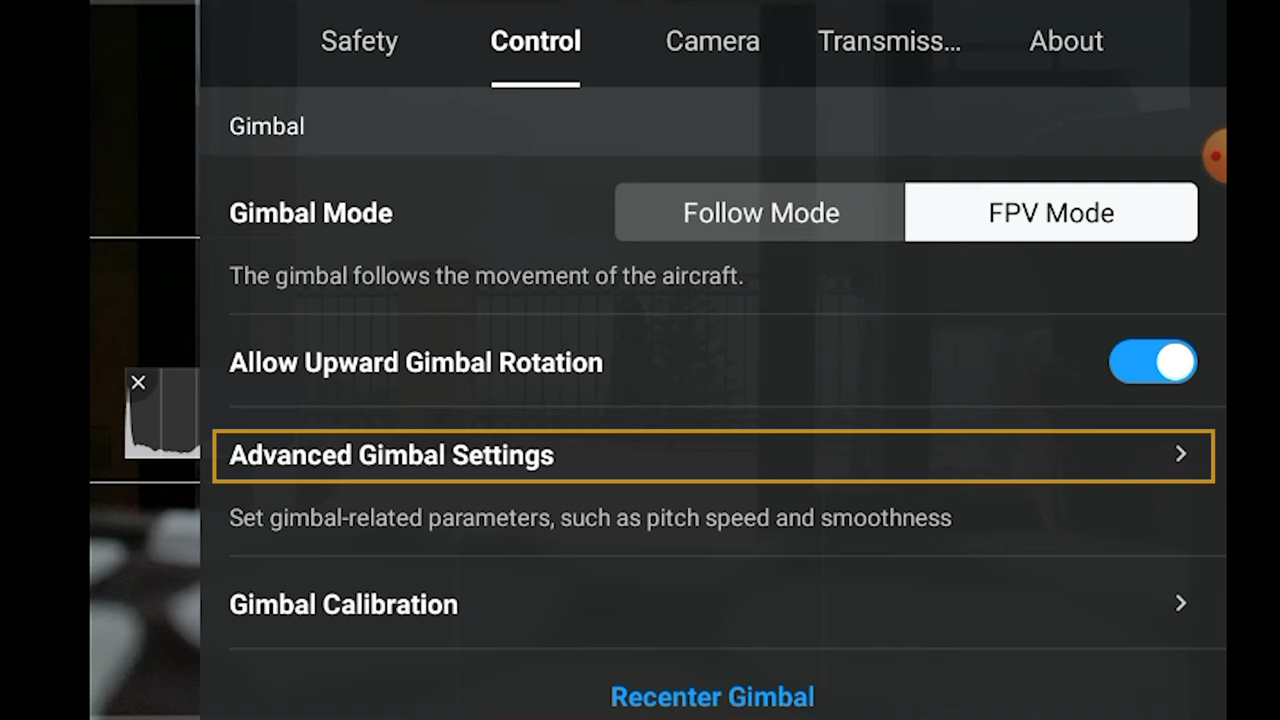 Safety Control Camera Transmiss... About
Gimbal
Gimbal Mode Follow Mode FPV Mode
The gimbal follows the movement of the aircraft.
Allow Upward Gimbal Rotation
Advanced Gimbal Settings
Set gimbal-related parameters, such as pitch speed and smoothness
Gimbal Calibration
Recenter Gimbal